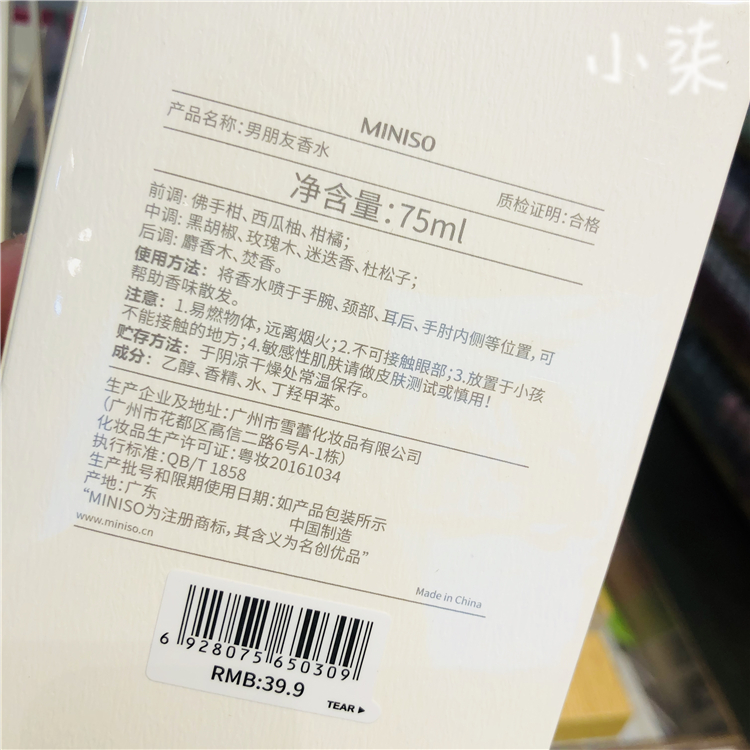 小柒
MINISO
产品名称：男朋友香水
质检证明：合格
净含量：75ml
前调：佛手柑、西瓜柚、柑橘；
中调：黑胡椒、玫瑰木、迷迭香、杜松子；
后调：麝香木、焚香。
使用方法：将香水喷于手腕、颈部、耳后、手肘内侧等位置，可
帮助香味散发。
注意：1.易燃物体，远离烟火；2.不可接触眼部；3.放置于小孩
不能接触的地方；4.敏感性肌肤请做皮肤测试或慎用！
贮存方法：于阴凉干燥处常温保存。
成分：乙醇、香精、水、丁羟甲苯。
生产企业及地址：广州市雪蕾化妆品有限公司
（广州市花都区高信二路6号A-1栋）
化妆品生产许可证：粤妆20161034
执行标准：QB/T 1858
生产批号和限期使用日期：如产品包装所示
产地：广东
中国制造
“MINISO为注册商标，其含义为名创优品”
www.miniso.cn
Made in China
6 928075 650309
RMB:39.9
TEAR